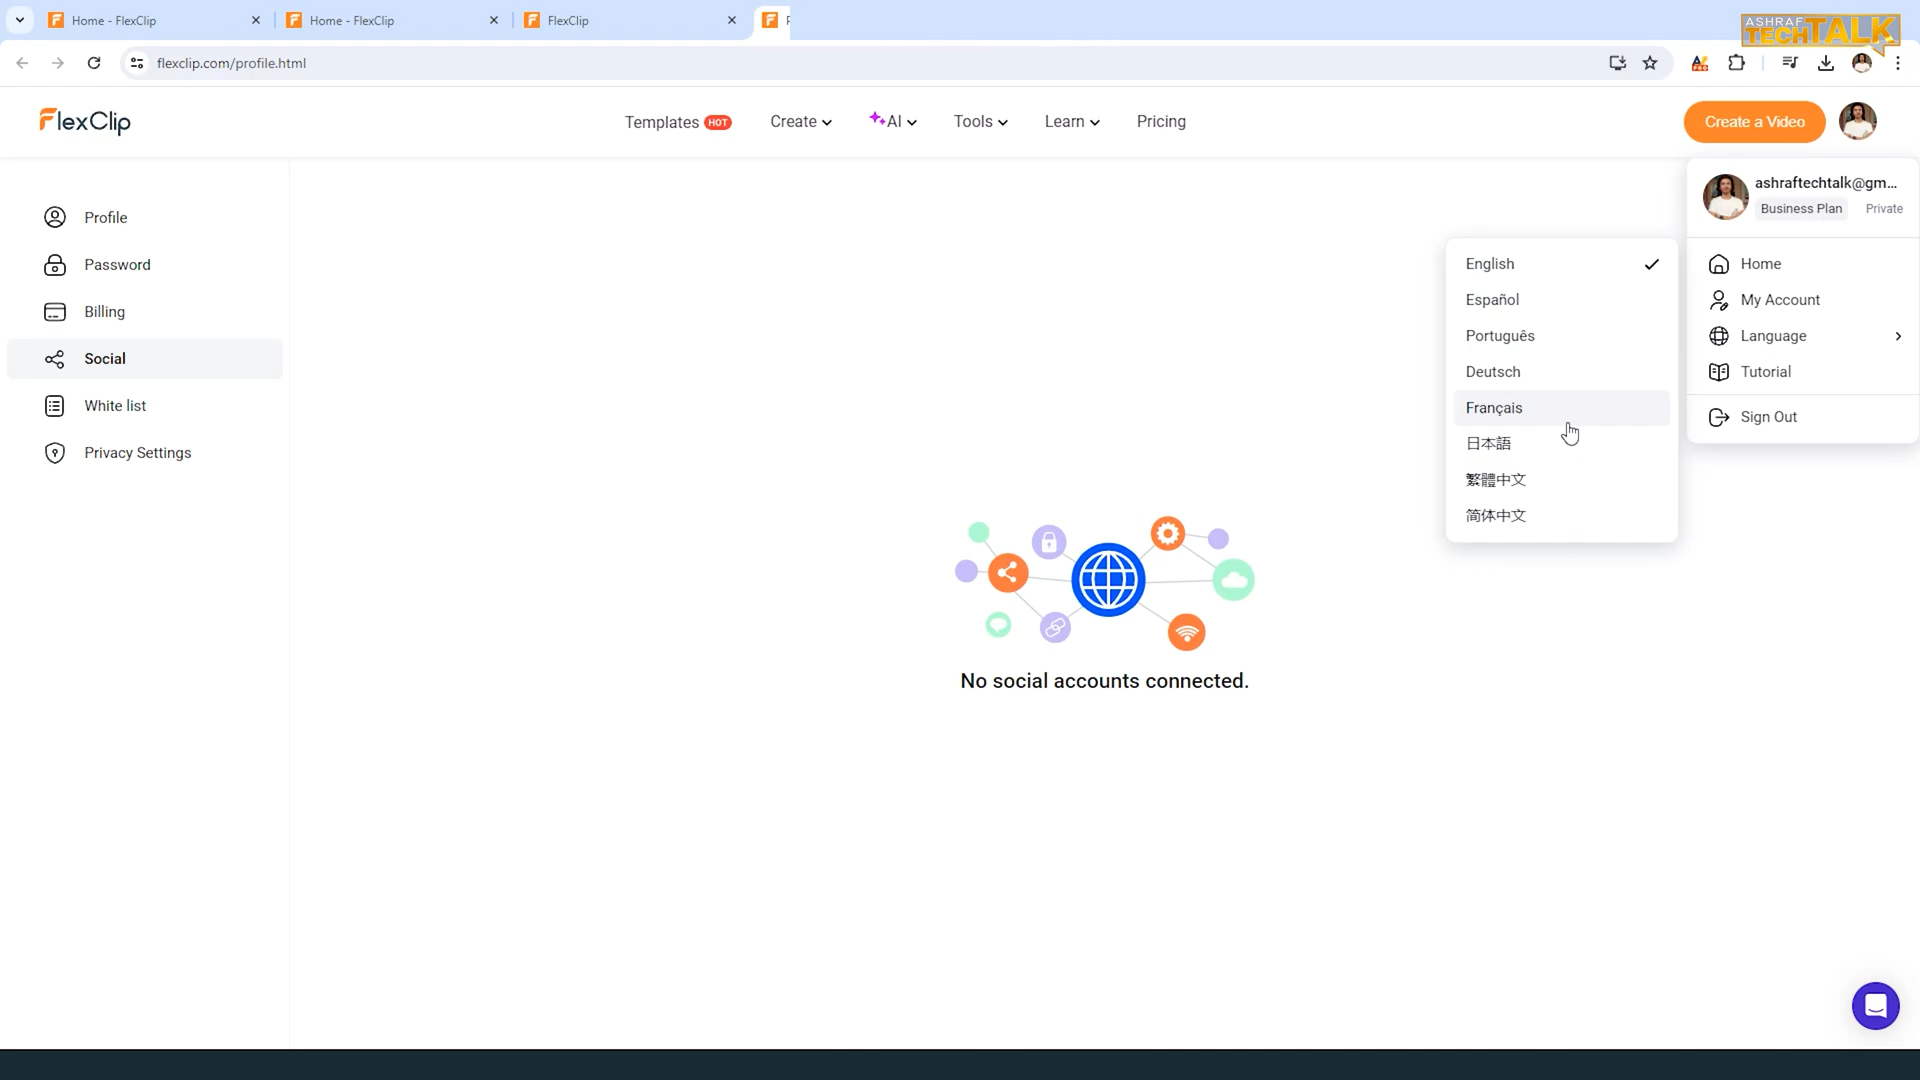 Home - FlexClip
Home - FlexClip
FlexClip
ASHRAF
TECHTALK
flexclip.com/profile.html
FlexClip
Templates HOT
Create
AI
Tools
Learn
Pricing
Create a Video
Profile
Password
Billing
Social
White list
Privacy Settings
English
Español
Português
Deutsch
Français
日本語
繁體中文
简体中文
ashraftechtalk@gm...
Business Plan
Private
Home
My Account
Language
Tutorial
Sign Out
No social accounts connected.